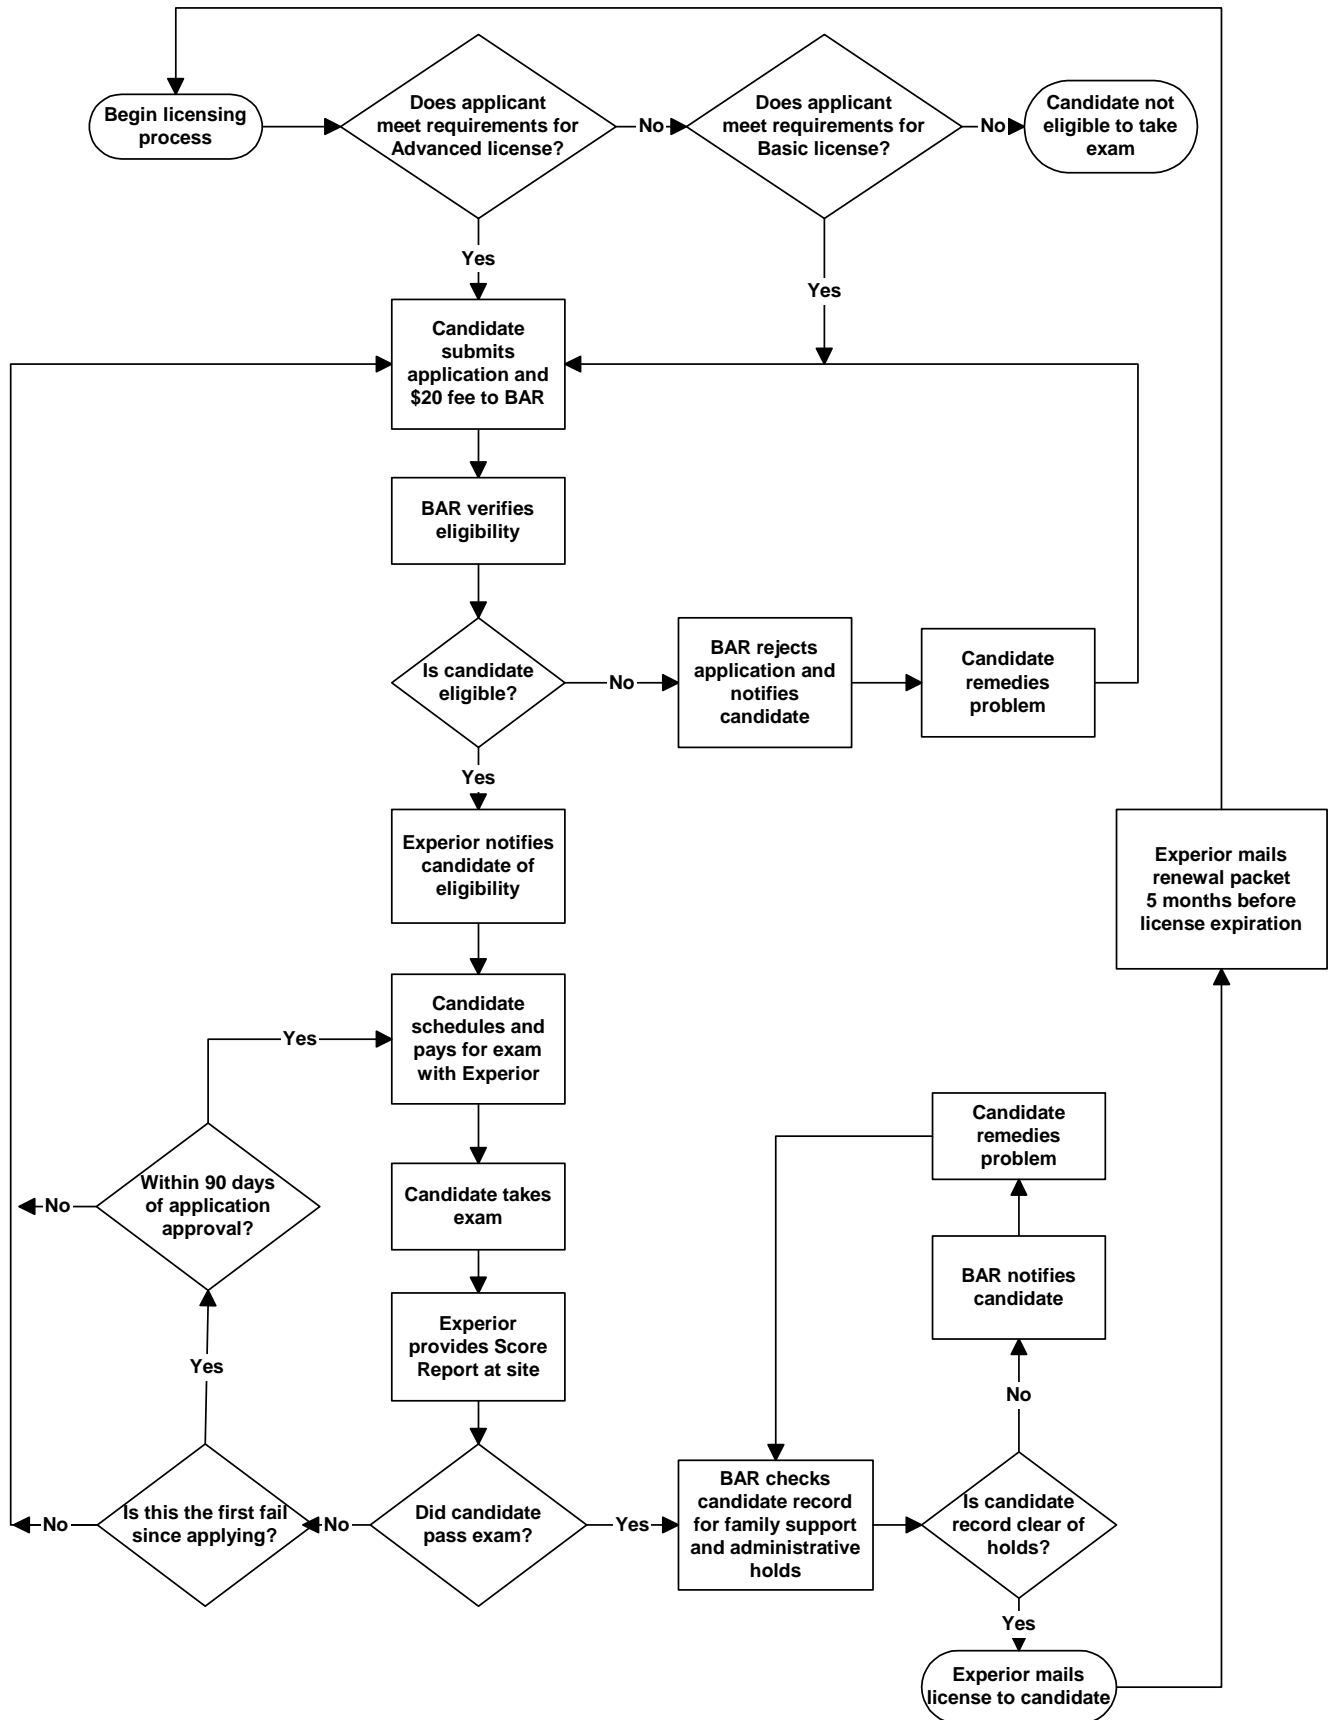 Begin licensing
process
Does applicant
meet requirements for
Advanced license?
No
Does applicant
meet requirements for
Basic license?
No
Candidate not
eligible to take
exam
Yes
Yes
Candidate
submits
application and
$20 fee to BAR
BAR verifies
eligibility
Is candidate
eligible?
No
BAR rejects
application and
notifies
candidate
Candidate
remedies
problem
Yes
Experior notifies
candidate of
eligibility
Experior mails
renewal packet
5 months before
license expiration
Candidate
schedules and
pays for exam
with Experior
Yes
Within 90 days
of application
approval?
No
Candidate takes
exam
Candidate
remedies
problem
BAR notifies
candidate
Experior
provides Score
Report at site
Yes
No
Is this the first fail
since applying?
No
Did candidate
pass exam?
No
Yes
BAR checks
candidate record
for family support
and administrative
holds
Is candidate
record clear of
holds?
Yes
Experior mails
license to candidate